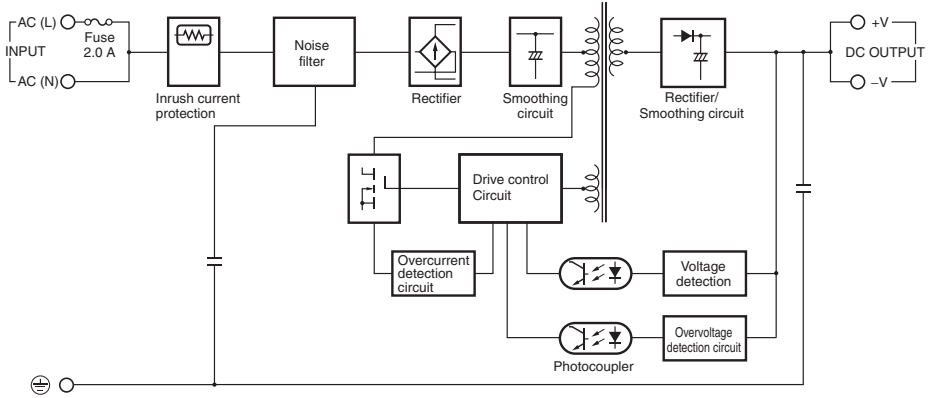 AC (L)
Fuse
2.0 A
INPUT
AC (N)
Inrush current
protection
Noise
filter
Rectifier
Smoothing
circuit
Rectifier/
Smoothing circuit
+V
DC OUTPUT
–V
Drive control
Circuit
Overcurrent
detection
circuit
Voltage
detection
Overvoltage
detection circuit
Photocoupler